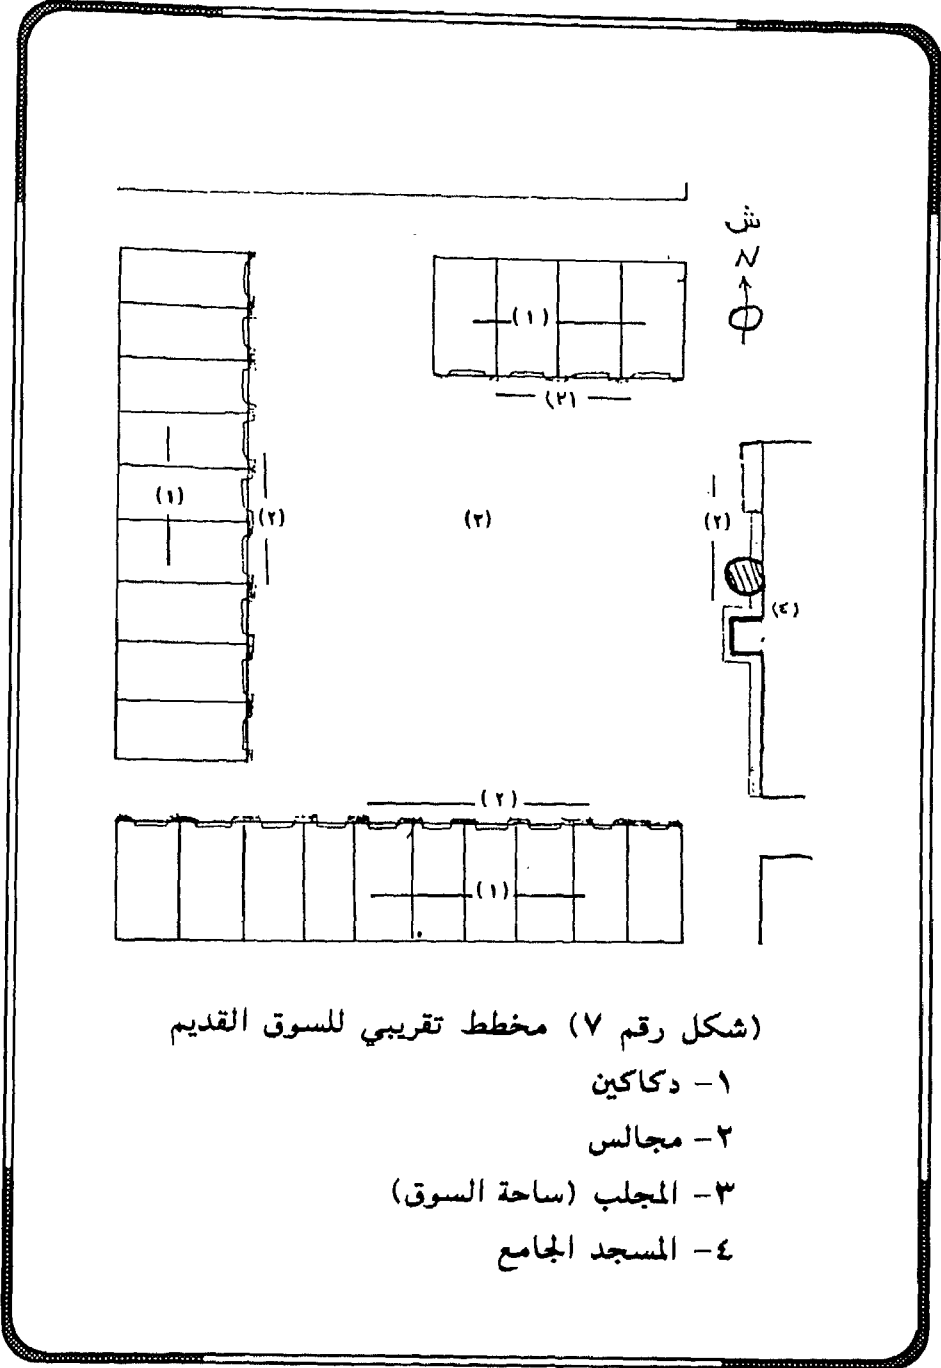 ش
N
(١)
(٢)
(١)
(٢)
(٣)
(٢)
(٤)
(٢)
(١)
(شكل رقم ٧) مخطط تقريبي للسوق القديم
١- دكاكين
٢- مجالس
٣- المجلب (ساحة السوق)
٤- المسجد الجامع